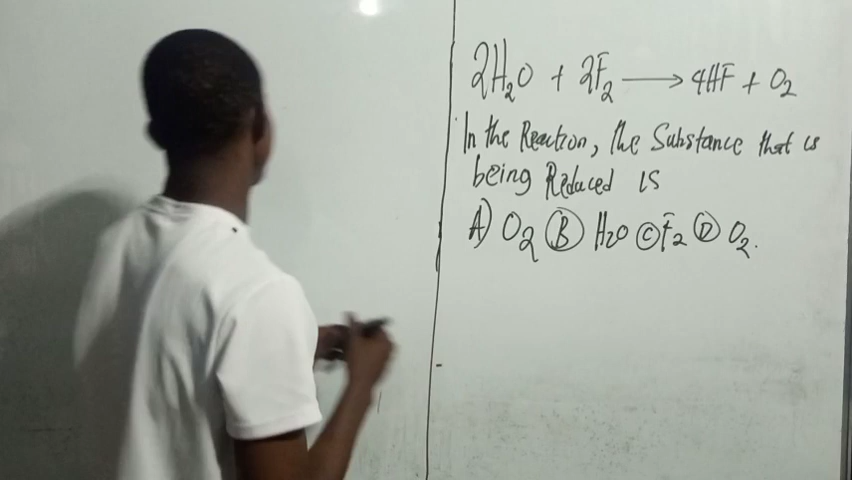 2H₂O + 2F₂ ⟶ 4HF + O₂
In the Reaction, the Substance that is
being Reduced is
A) O₂ Ⓑ H₂O Ⓒ F₂ Ⓓ O₂.